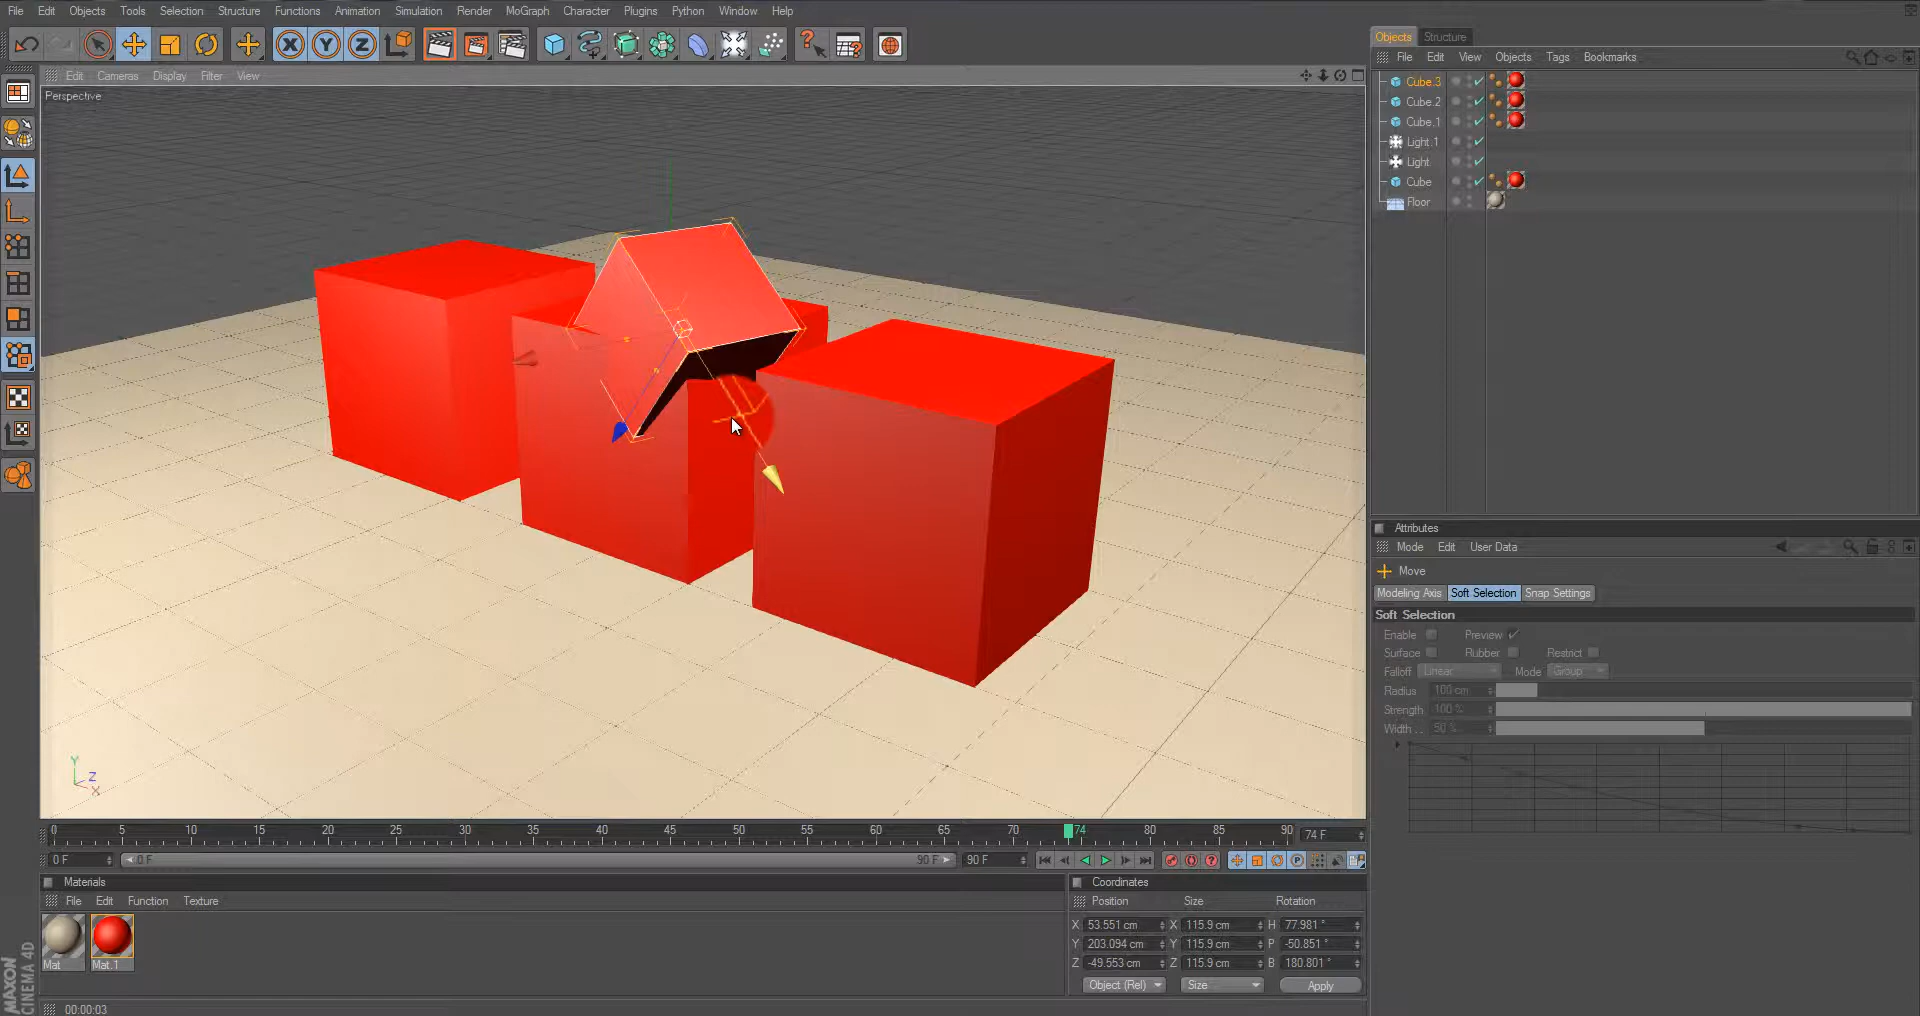 File Edit Objects Tools Selection Structure Functions Animation Simulation Render MoGraph Character Plugins Python Window Help
X Y Z
Edit Cameras Display Filter View
Perspective
Y
Z
X
0 5 10 15 20 25 30 35 40 45 50 55 60 65 70 74 80 85 90 74 F
0 F 0 F 90 F 90 F
Materials
File Edit Function Texture
Mat
Mat.1
MAXON
CINEMA 4D
00:00:03
Coordinates
Position Size Rotation
X 53.551 cm X 115.9 cm H 77.981 °
Y 203.094 cm Y 115.9 cm P -50.851 °
Z -49.553 cm Z 115.9 cm B 180.801 °
Object (Rel) Size Apply
Objects Structure
File Edit View Objects Tags Bookmarks
Cube.3
Cube.2
Cube.1
Light.1
Light
Cube
Floor
Attributes
Mode Edit User Data
Move
Modeling Axis Soft Selection Snap Settings
Soft Selection
Enable Preview
Surface Rubber Restrict
Falloff Linear Mode Group
Radius 100 cm
Strength 100 %
Width . . 50 %